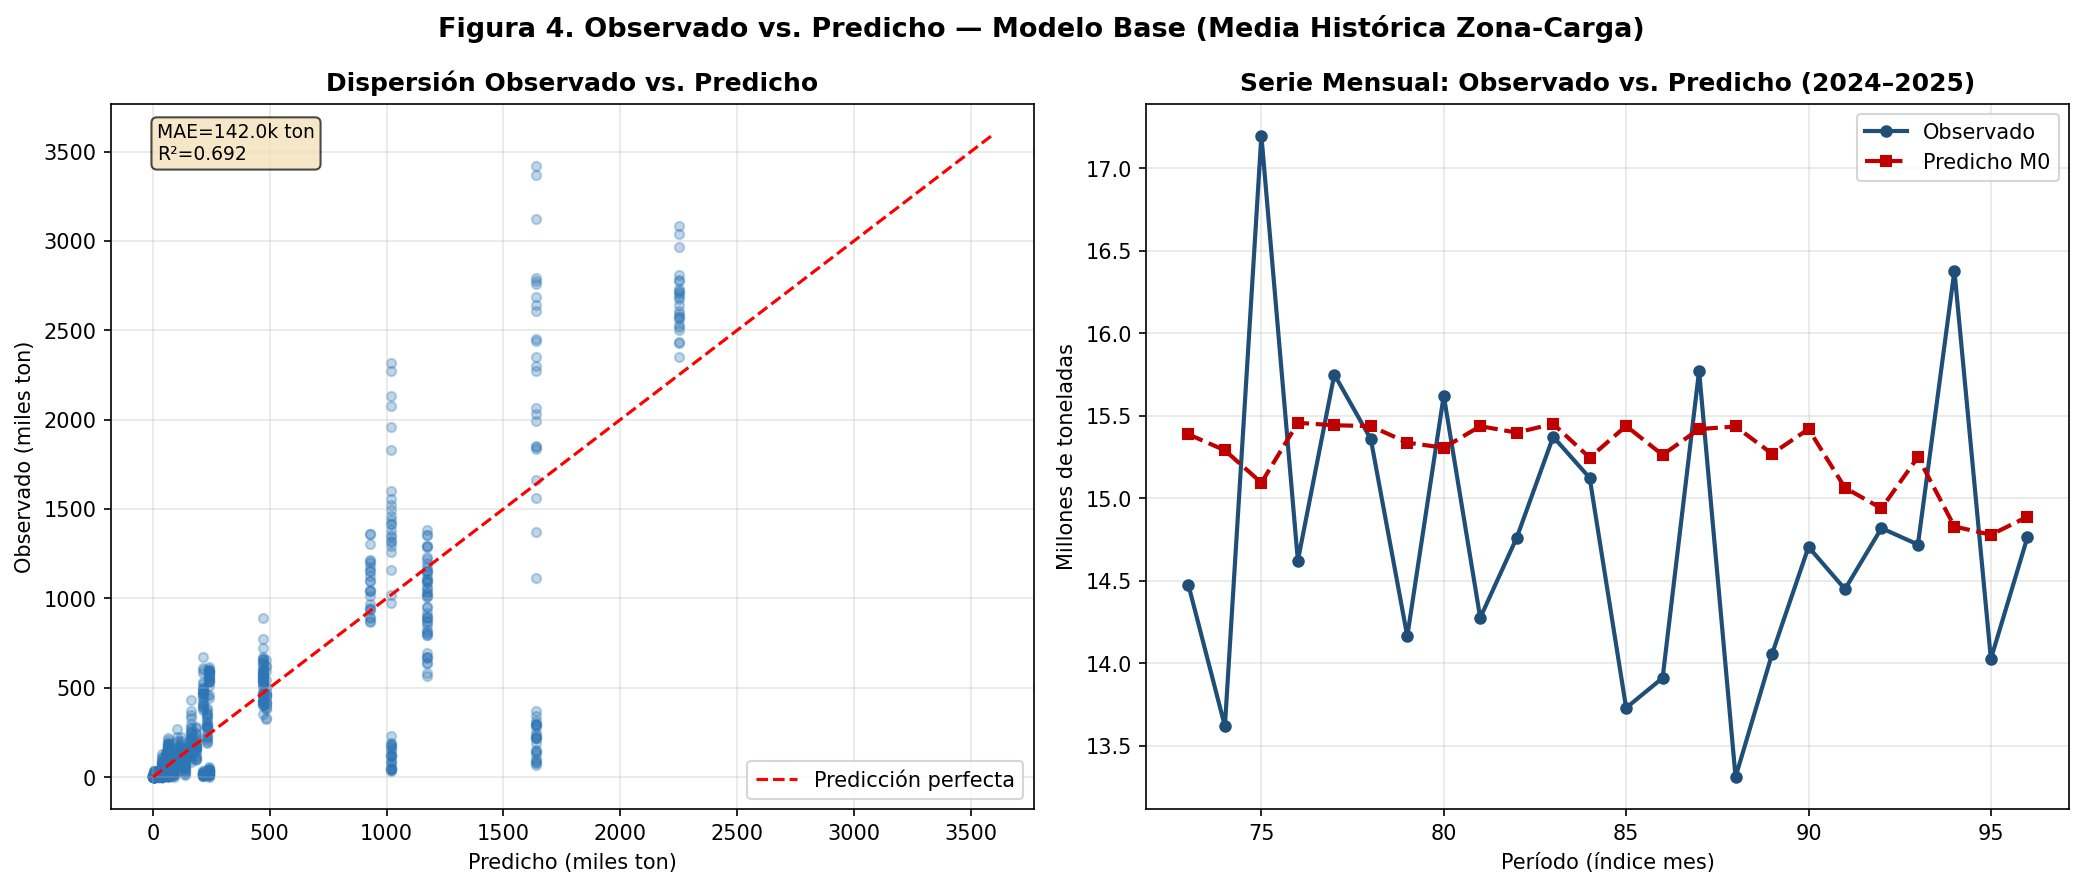 Figura 4. Observado vs. Predicho — Modelo Base (Media Histórica Zona-Carga)
Dispersión Observado vs. Predicho
MAE=142.0k ton
R²=0.692
3500
3000
2500
2000
1500
1000
500
0
Observado (miles ton)
0 500 1000 1500 2000 2500 3000 3500
Predicho (miles ton)
Predicción perfecta
Serie Mensual: Observado vs. Predicho (2024–2025)
Observado
Predicho M0
17.0
16.5
16.0
15.5
15.0
14.5
14.0
13.5
Millones de toneladas
75 80 85 90 95
Período (índice mes)